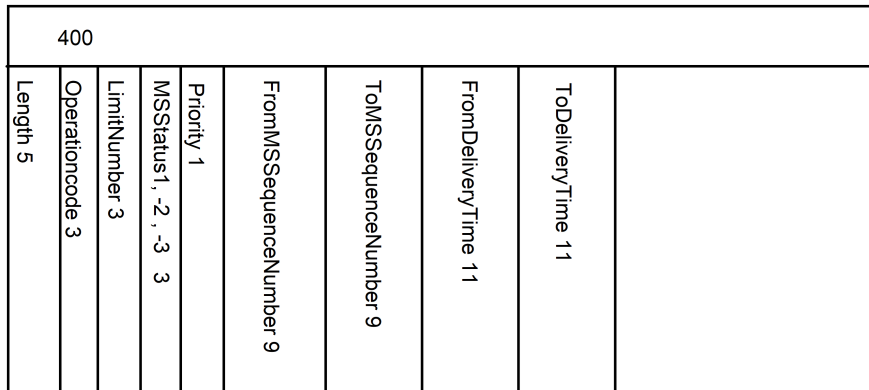 400
Length 5
Operationcode 3
LimitNumber 3
MSStatus1, -2 , -3 3
Priority 1
FromMSSequenceNumber 9
ToMSSequenceNumber 9
FromDeliveryTime 11
ToDeliveryTime 11